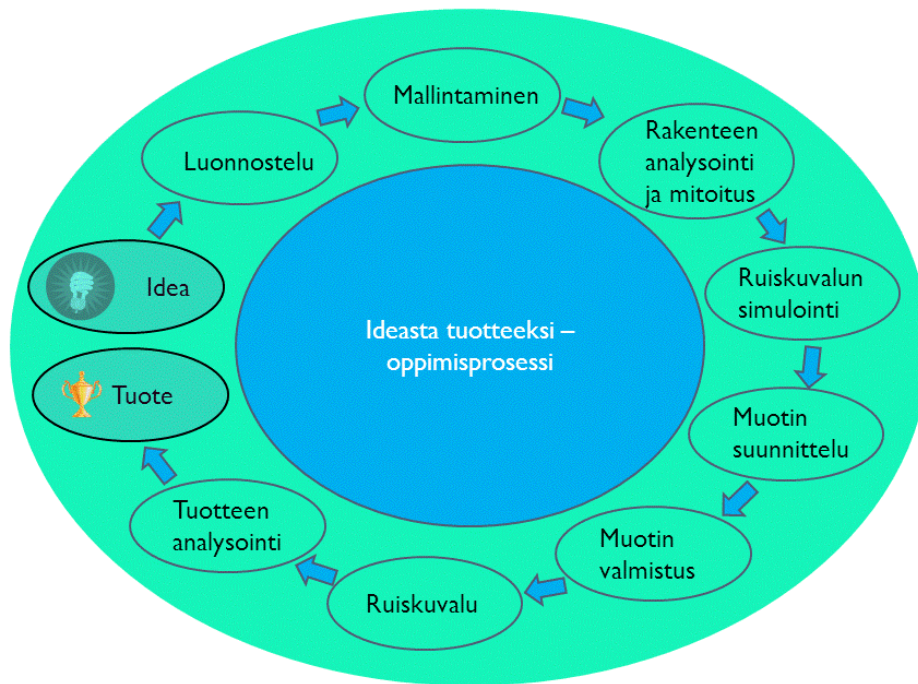 Idea
Luonnostelu
Mallintaminen
Rakenteen
analysointi
ja mitoitus
Ruiskuvalun
simulointi
Muotin
suunnittelu
Muotin
valmistus
Ruiskuvalu
Tuotteen
analysointi
Tuote
Ideasta tuotteeksi –
oppimisprosessi